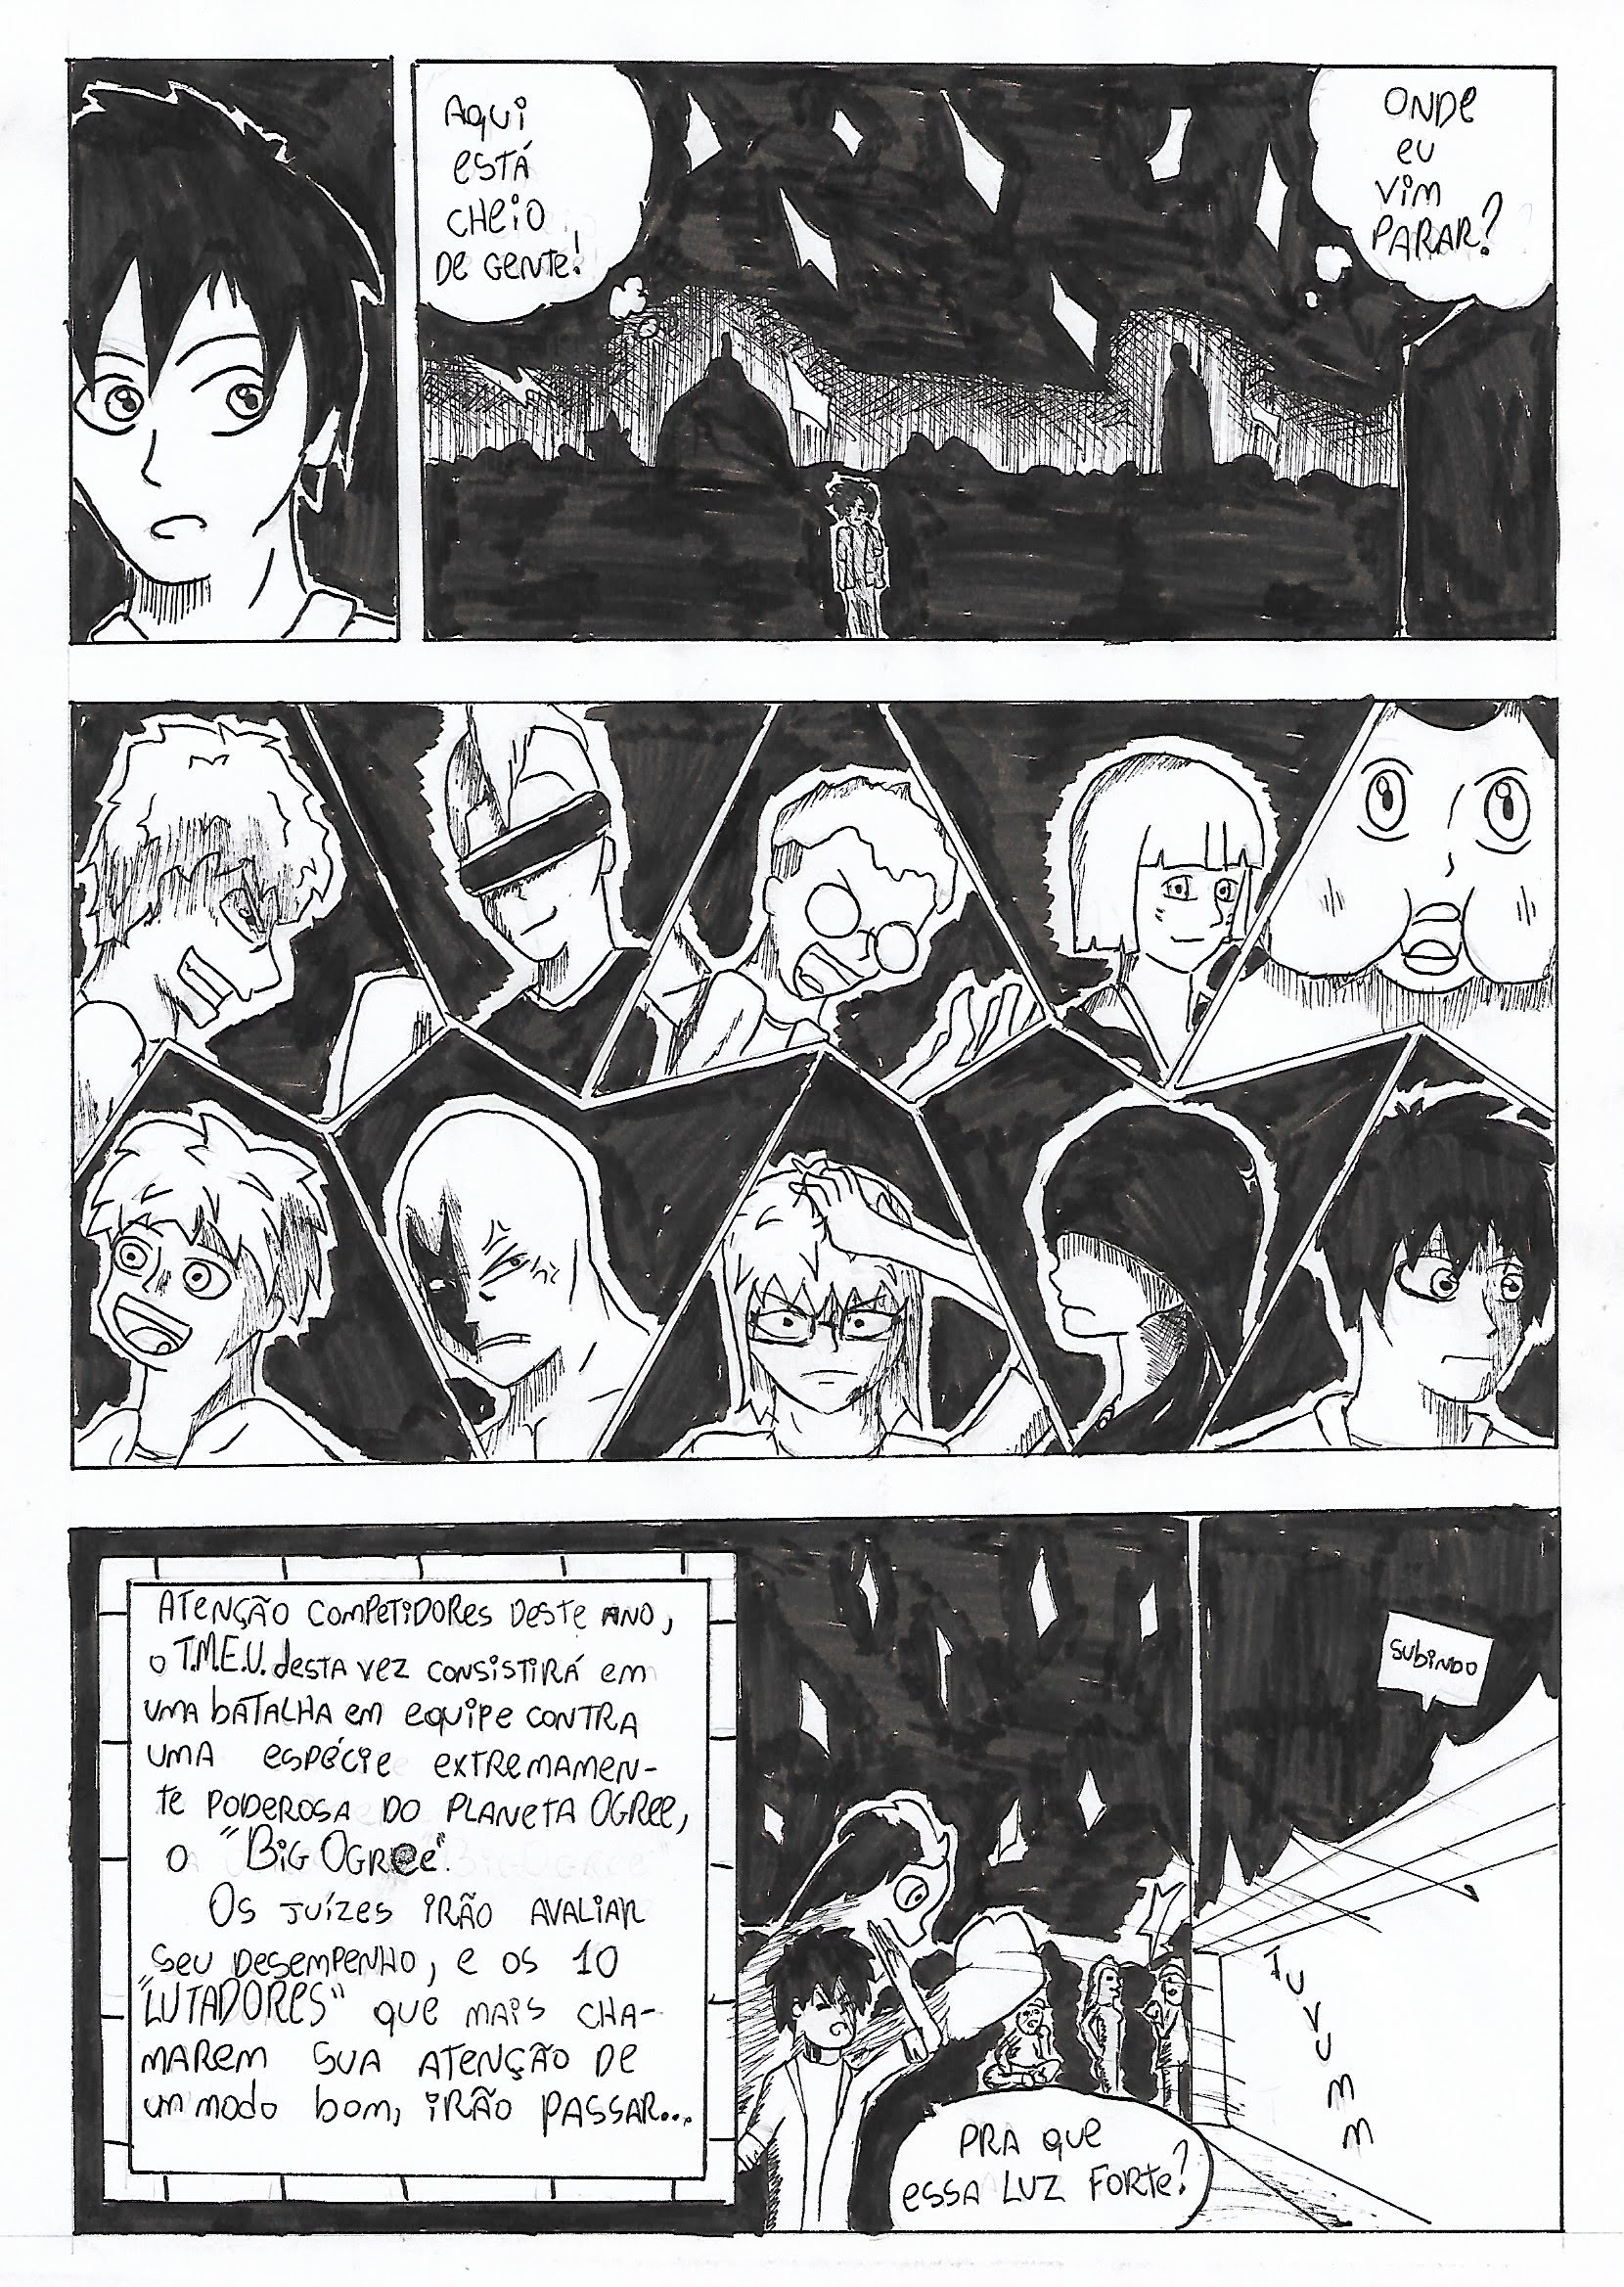 AQUI
ESTÁ
CHEIO
DE GENTE!
ONDE
EU
VIM
PARAR?
ATENÇÃO COMPETIDORES DESTE ANO,
O T.M.E.U. DESTA VEZ CONSISTIRÁ EM
UMA BATALHA EM EQUIPE CONTRA
UMA ESPÉCIE EXTREMAMEN-
TE PODEROSA DO PLANETA OGREE,
O "BIG OGREE".
OS JUÍZES IRÃO AVALIAR
SEU DESEMPENHO, E OS 10
"LUTADORES" QUE MAIS CHA-
MAREM SUA ATENÇÃO DE
UM MODO BOM, IRÃO PASSAR...
SUBINDO
TURUMM
PRA QUE
ESSA LUZ FORTE?